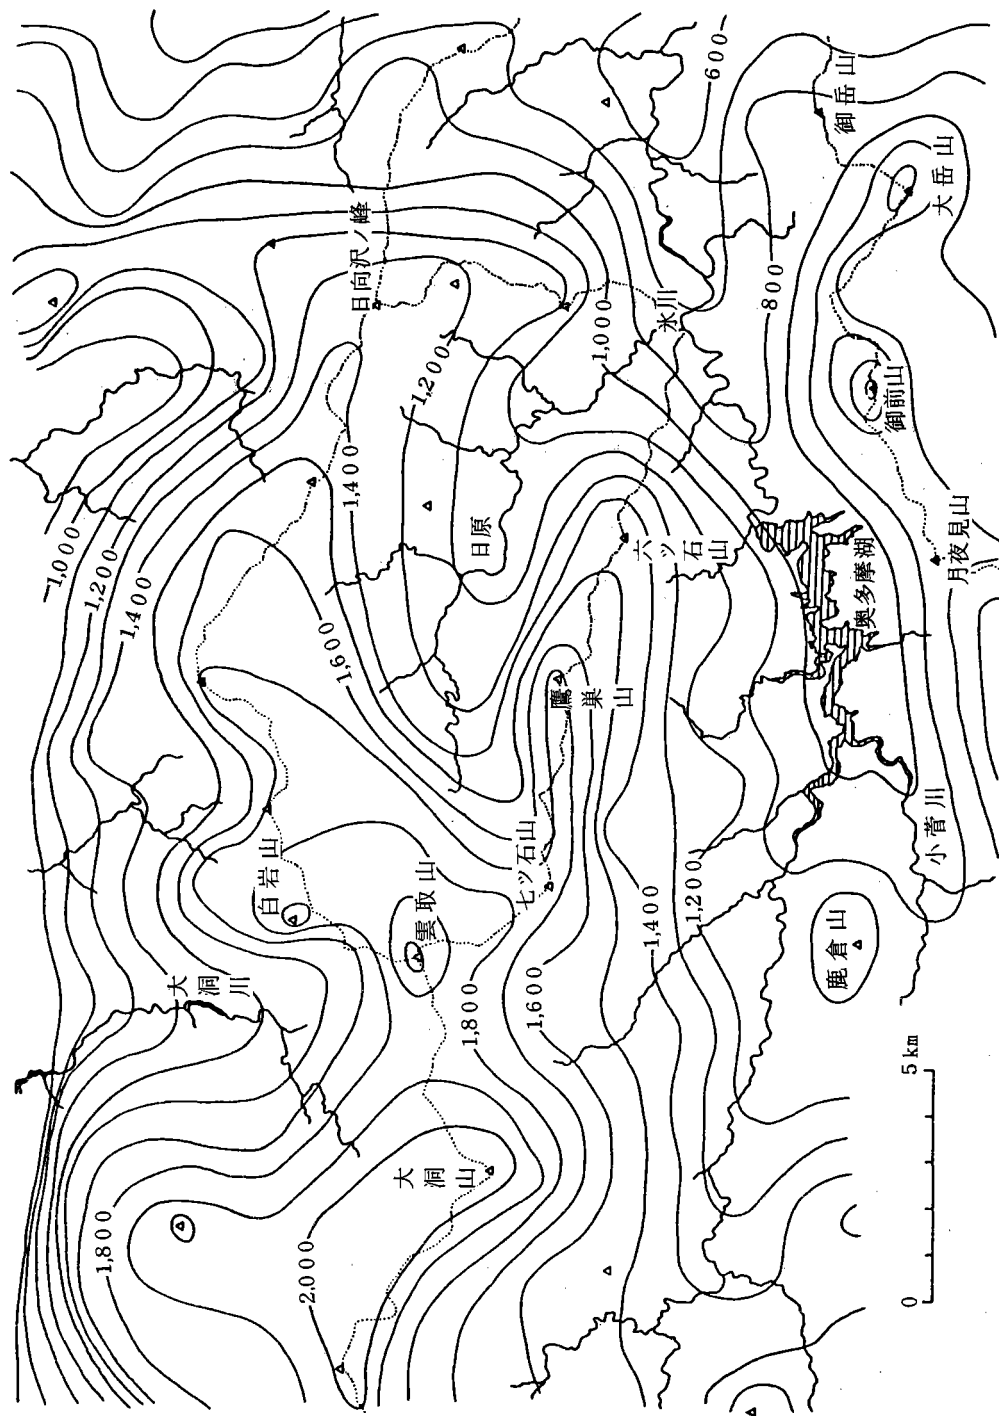 600
御岳山
大岳山
日向沢ノ峰
800
氷川
1,000
1,200
御前山
1,400
日原
1,000
1,200
1,400
六ッ石山
月夜見山
奥多摩湖
1,600
鷹巣山
小菅川
七ッ石山
白岩山
雲取山
1,200
1,400
鹿倉山
大洞川
1,600
1,800
5㎞
大洞山
1,800
2.000
0